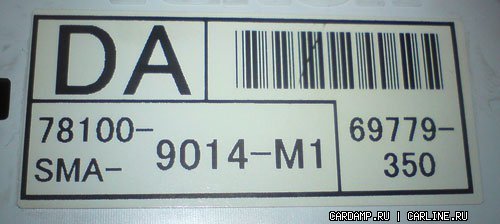 DA
78100-
SMA-
9014-M1
69779-
350
CARDAMP.RU | CARLINE.RU